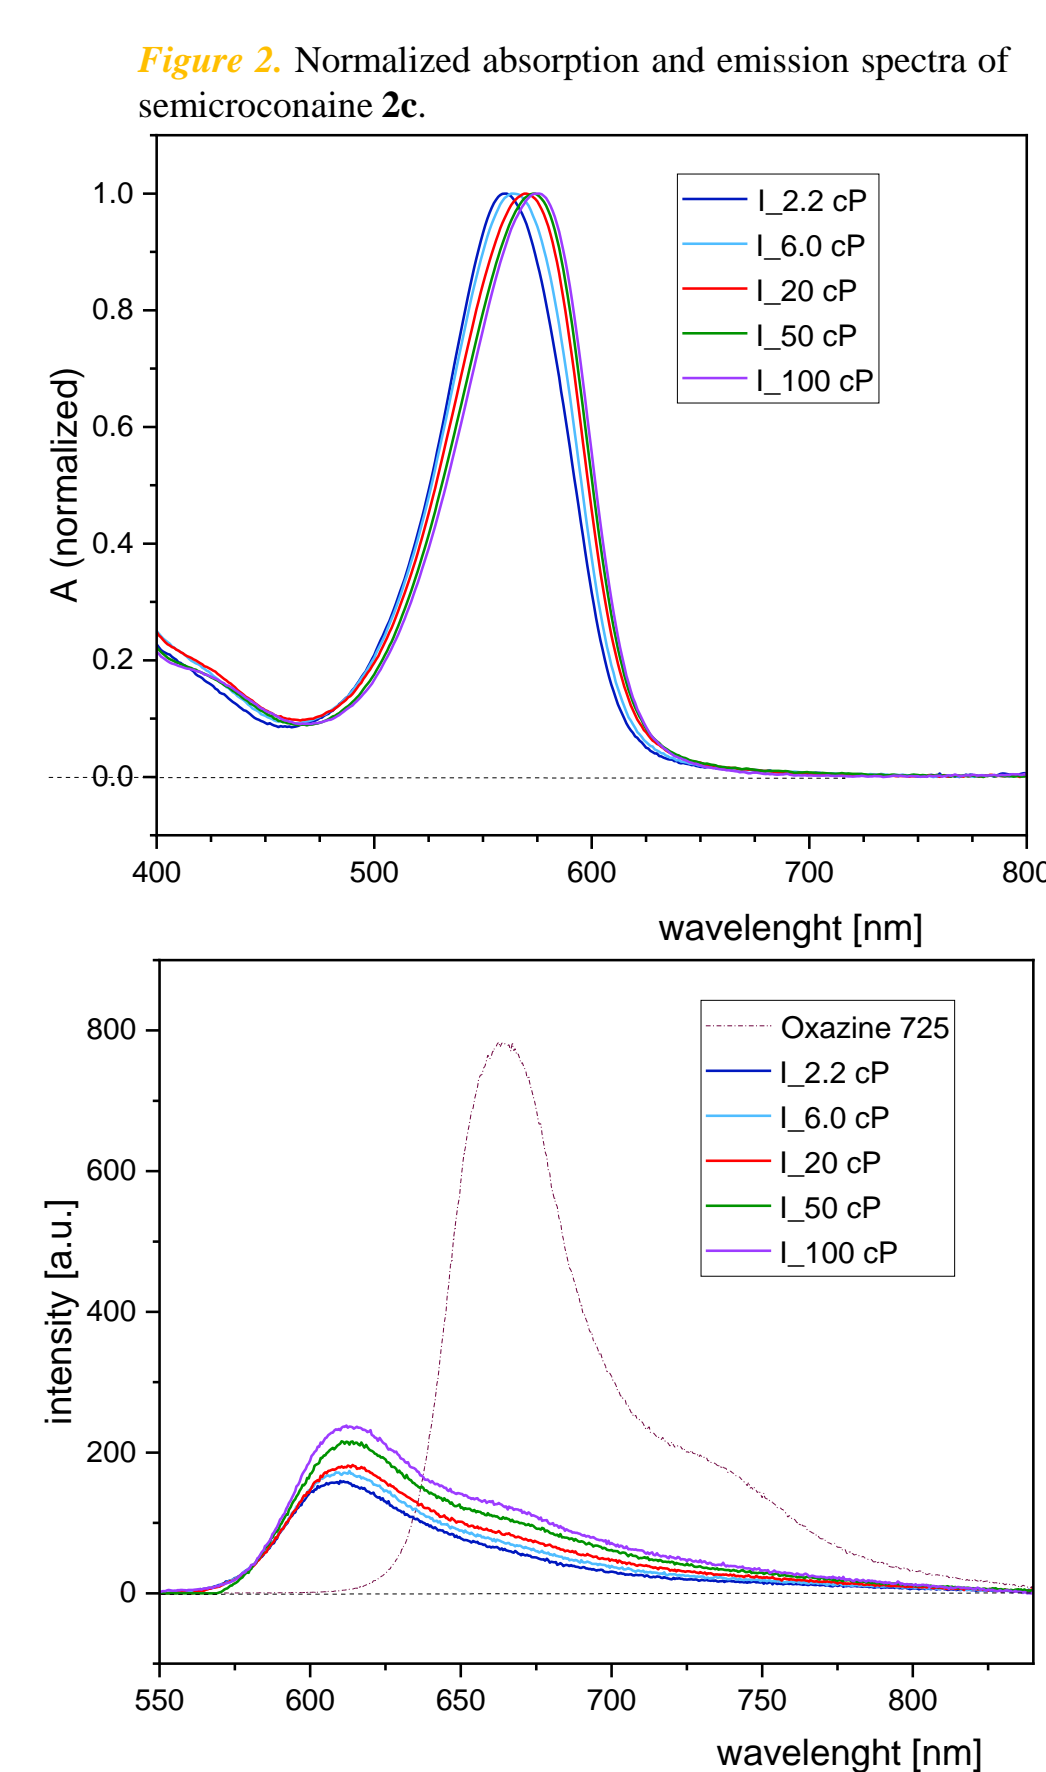 Figure 2. Normalized absorption and emission spectra of
semicroconaine 2c.
1.0
0.8
0.6
0.4
0.2
0.0
A (normalized)
I_2.2 cP
I_6.0 cP
I_20 cP
I_50 cP
I_100 cP
400 500 600 700 800
wavelenght [nm]
800
600
400
200
0
intensity [a.u.]
Oxazine 725
I_2.2 cP
I_6.0 cP
I_20 cP
I_50 cP
I_100 cP
550 600 650 700 750 800
wavelenght [nm]